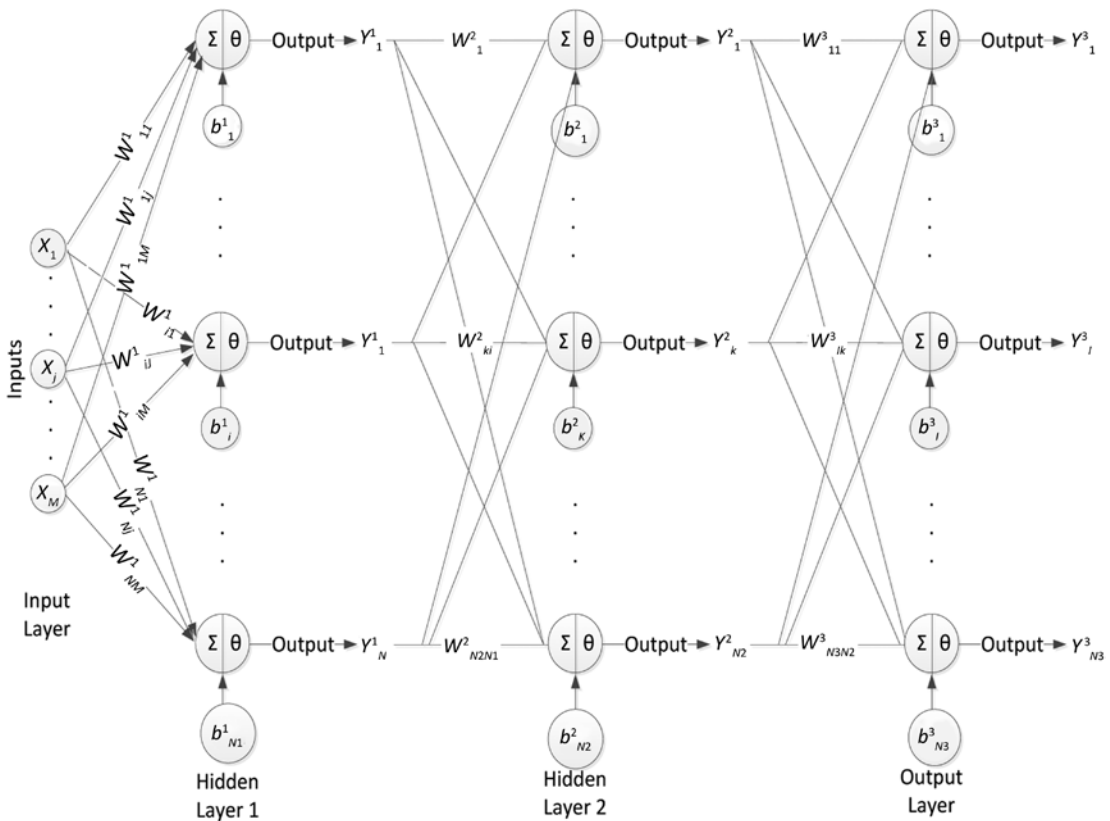 Σ θ Output Y¹₁ W²₁ Σ θ Output Y²₁ W³₁₁ Σ θ Output Y³₁
b¹₁ b²₁ b³₁
W¹₁₁
W¹₁ⱼ
W¹₁M
X₁
W¹ᵢ₁
Σ θ Output Y¹₁ W²ₖᵢ Σ θ Output Y²ₖ W³ₗₖ Σ θ Output Y³ₗ
W¹ᵢⱼ
Inputs
Xⱼ
W¹ᵢM
b¹ᵢ b²K b³ₗ
W¹N1
X_M
W¹Nj
W¹NM
Input
Layer
Σ θ Output Y¹N W²N2N1 Σ θ Output Y²N2 W³N3N2 Σ θ Output Y³N3
b¹N1 b²N2 b³N3
Hidden
Layer 1
Hidden
Layer 2
Output
Layer